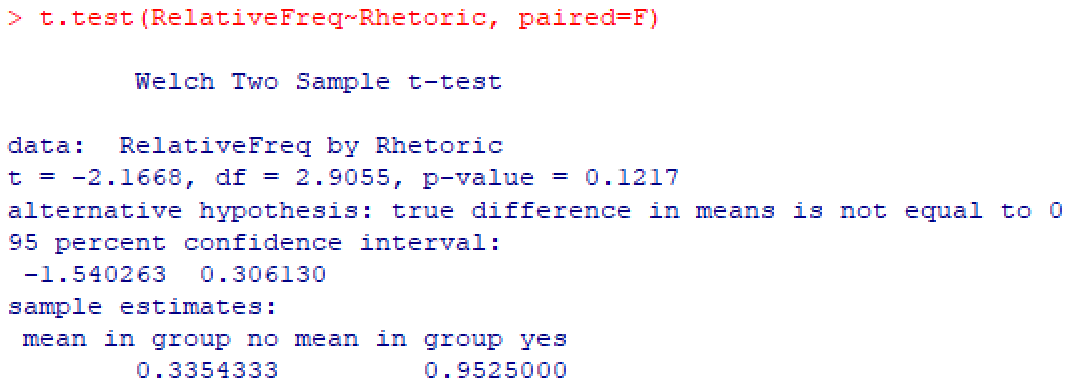 > t.test(RelativeFreq~Rhetoric, paired=F)
Welch Two Sample t-test
data:  RelativeFreq by Rhetoric
t = -2.1668, df = 2.9055, p-value = 0.1217
alternative hypothesis: true difference in means is not equal to 0
95 percent confidence interval:
-1.540263  0.306130
sample estimates:
mean in group no mean in group yes
0.3354333         0.9525000